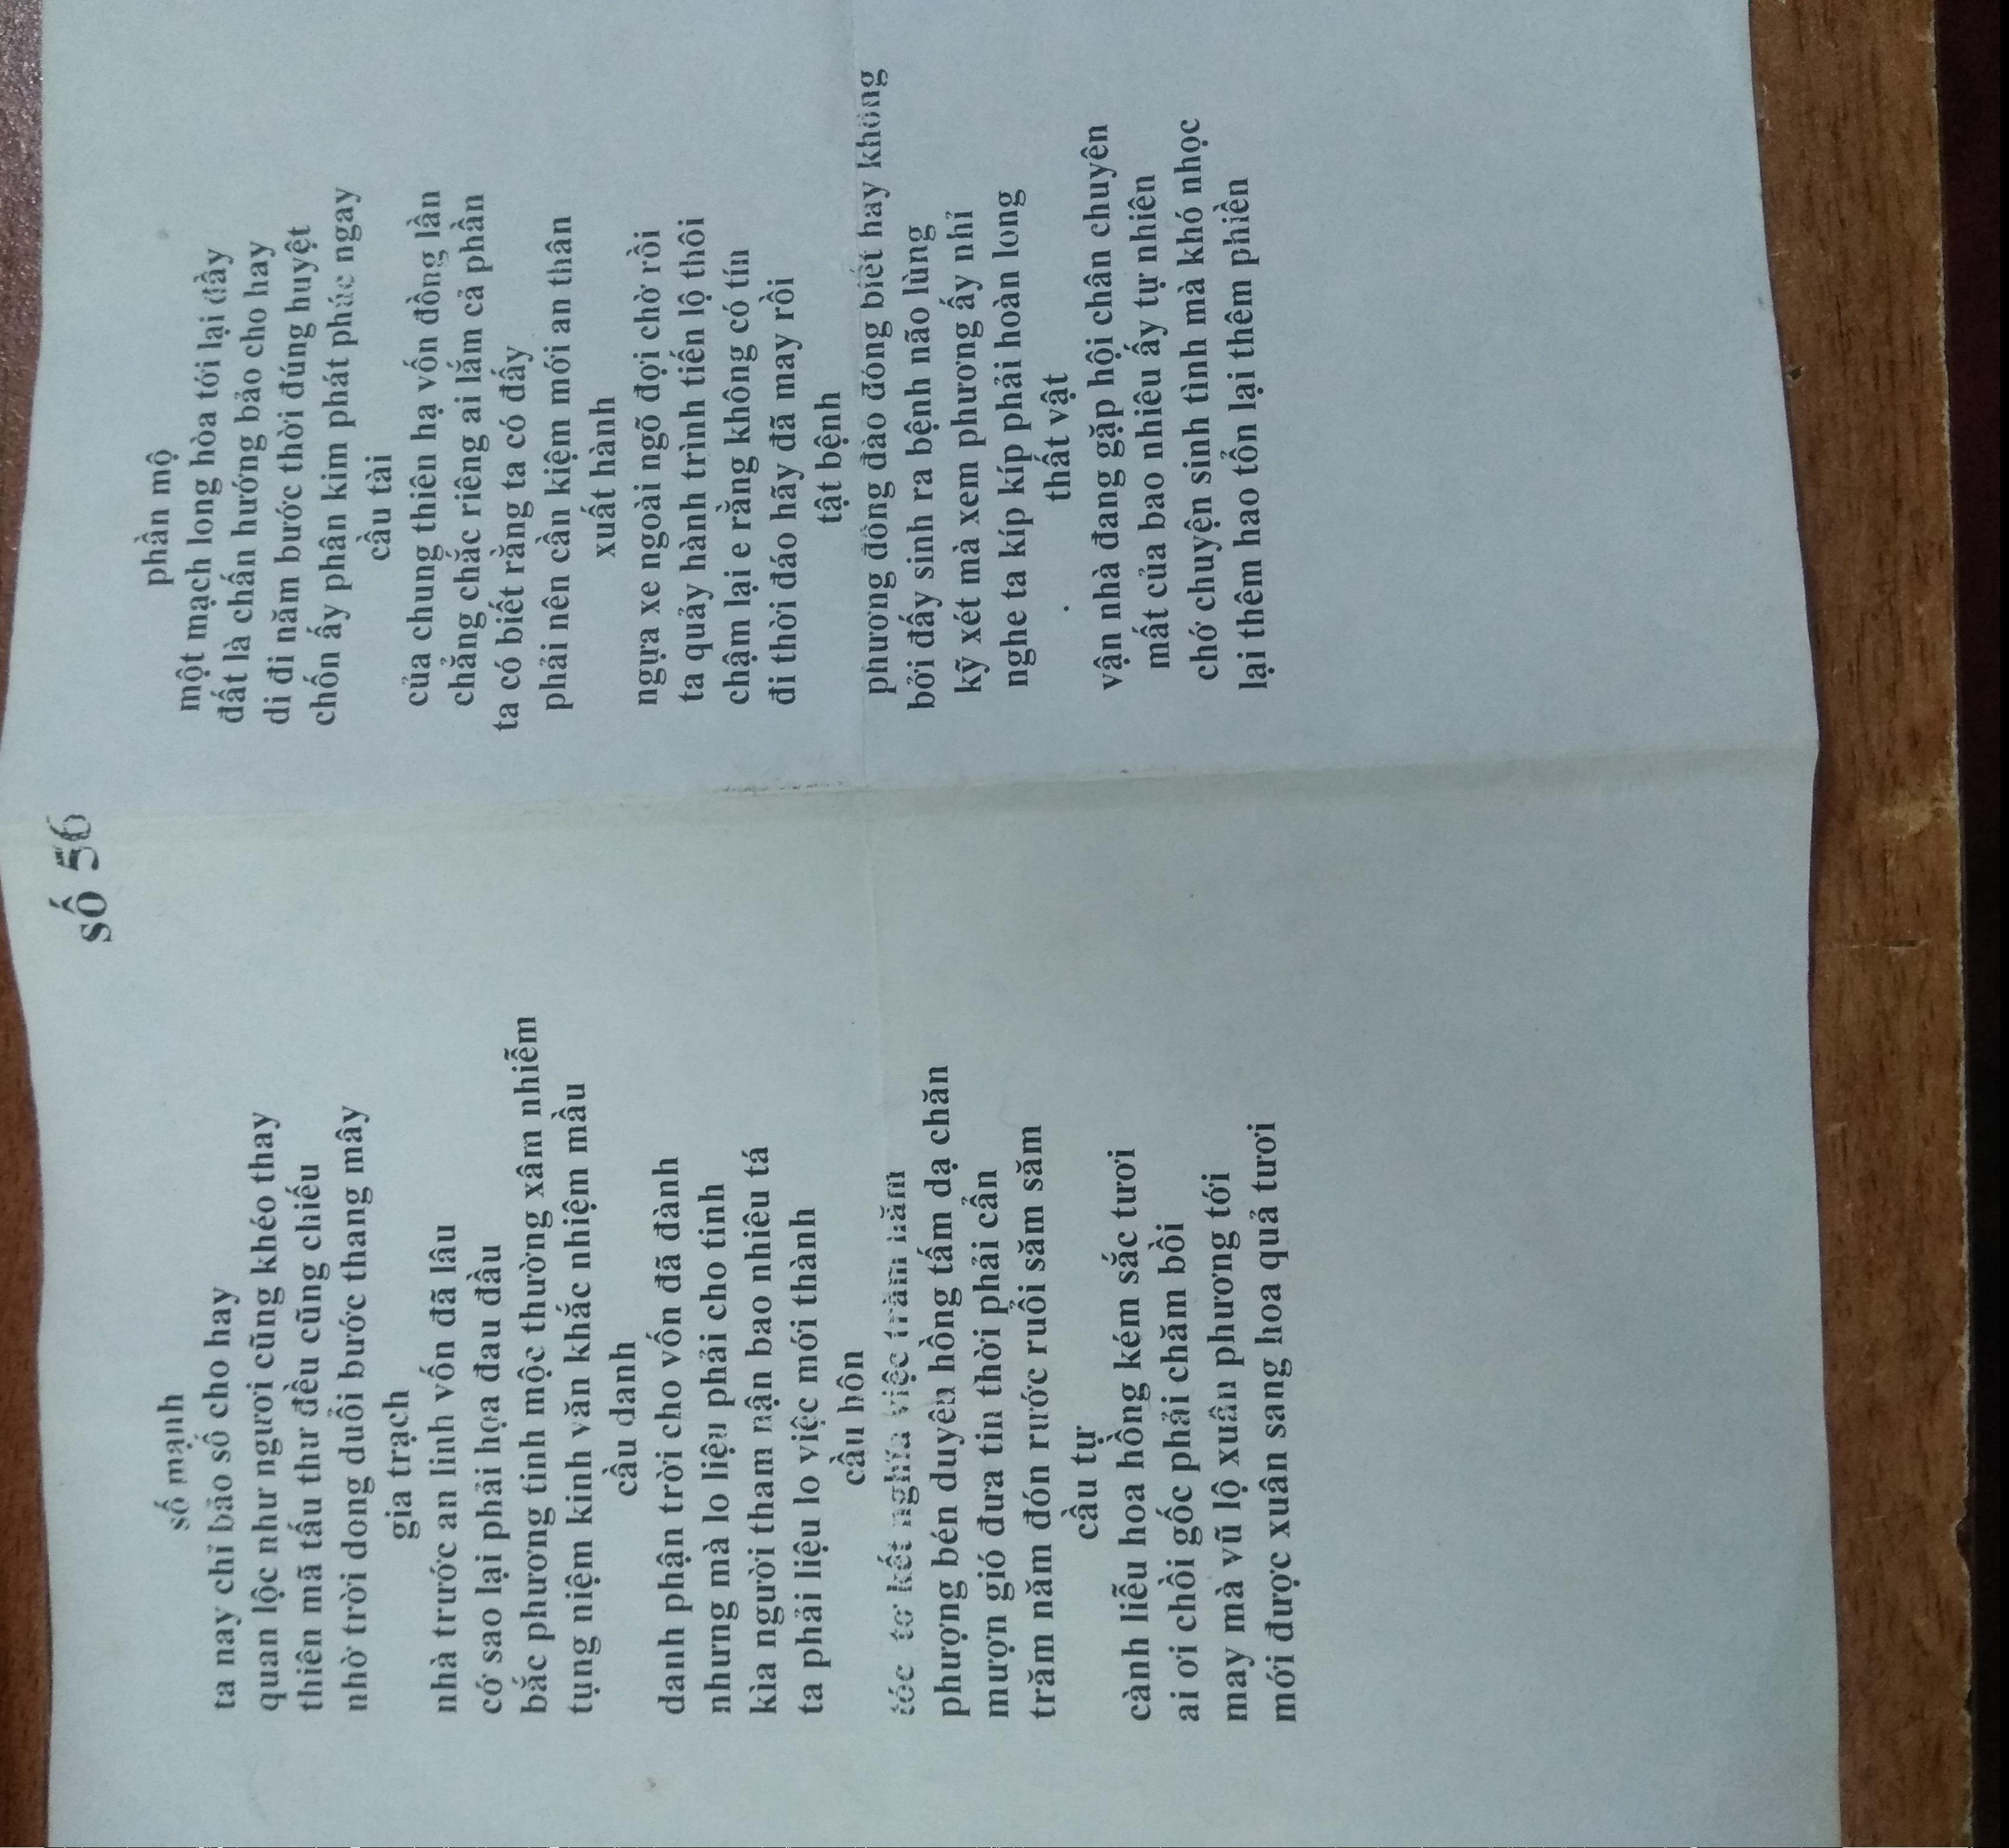 số 56
số mạnh
ta nay chỉ bảo số cho hay
quan lộc như ngươi cũng khéo thay
thiên mã tấu thư đều cũng chiếu
nhờ trời dong duổi bước thang mây
gia trạch
nhà trước an linh vốn đã lâu
cớ sao lại phải họa đau đầu
bắc phương tinh mộc thường xâm nhiễm
tụng niệm kinh văn khắc nhiệm mầu
cầu danh
danh phận trời cho vốn đã đành
nhưng mà lo liệu phải cho tinh
kìa người tham nậm bao nhiêu tá
ta phải liệu lo việc mới thành
cầu hôn
tóc tơ kết nghĩa việc trăm năm
phượng bén duyên hồng tấm dạ chăn
mượn gió đưa tin thời phải cẩn
trăm năm đón rước ruổi săm săm
cầu tự
cành liễu hoa hồng kém sắc tươi
ai ơi chồi gốc phải chăm bồi
may mà vũ lộ xuân phương tới
mới được xuân sang hoa quả tươi
phần mộ
một mạch long hòa tới lại đầy
đất là chấn hướng bảo cho hay
di đi năm bước thời đúng huyệt
chốn ấy phân kim phát phúc ngay
cầu tài
của chung thiên hạ vốn đồng lần
chẳng chắc riêng ai lắm cả phần
ta có biết rằng ta có đấy
phải nên cần kiệm mới an thân
xuất hành
ngựa xe ngoài ngõ đợi chờ rồi
ta quảy hành trình tiến lộ thôi
chậm lại e rằng không có tín
đi thời đáo hãy đã may rồi
tật bệnh
phương đông đào đóng biết hay không
bởi đấy sinh ra bệnh não lùng
kỹ xét mà xem phương ấy nhỉ
nghe ta kíp kíp phải hoàn long
thất vật
vận nhà đang gặp hội chân chuyên
mất của bao nhiêu ấy tự nhiên
chớ chuyện sinh tình mà khó nhọc
lại thêm hao tổn lại thêm phiền